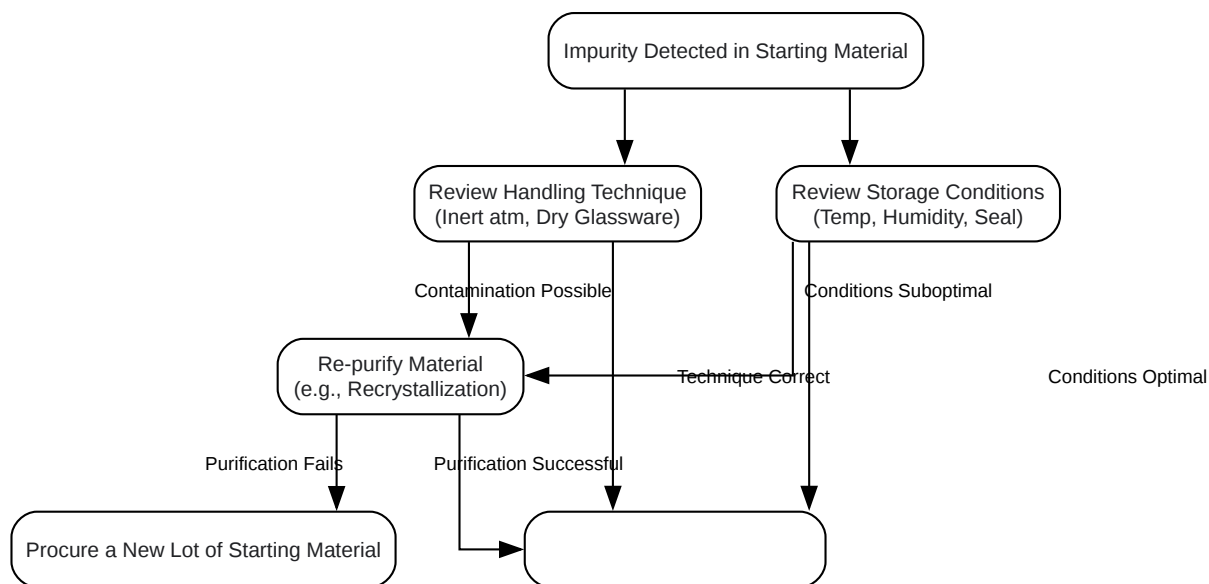 Impurity Detected in Starting Material
Review Handling Technique
(Inert atm, Dry Glassware)
Review Storage Conditions
(Temp, Humidity, Seal)
Contamination Possible
Conditions Suboptimal
Re-purify Material
(e.g., Recrystallization)
Technique Correct
Conditions Optimal
Purification Fails
Purification Successful
Procure a New Lot of Starting Material